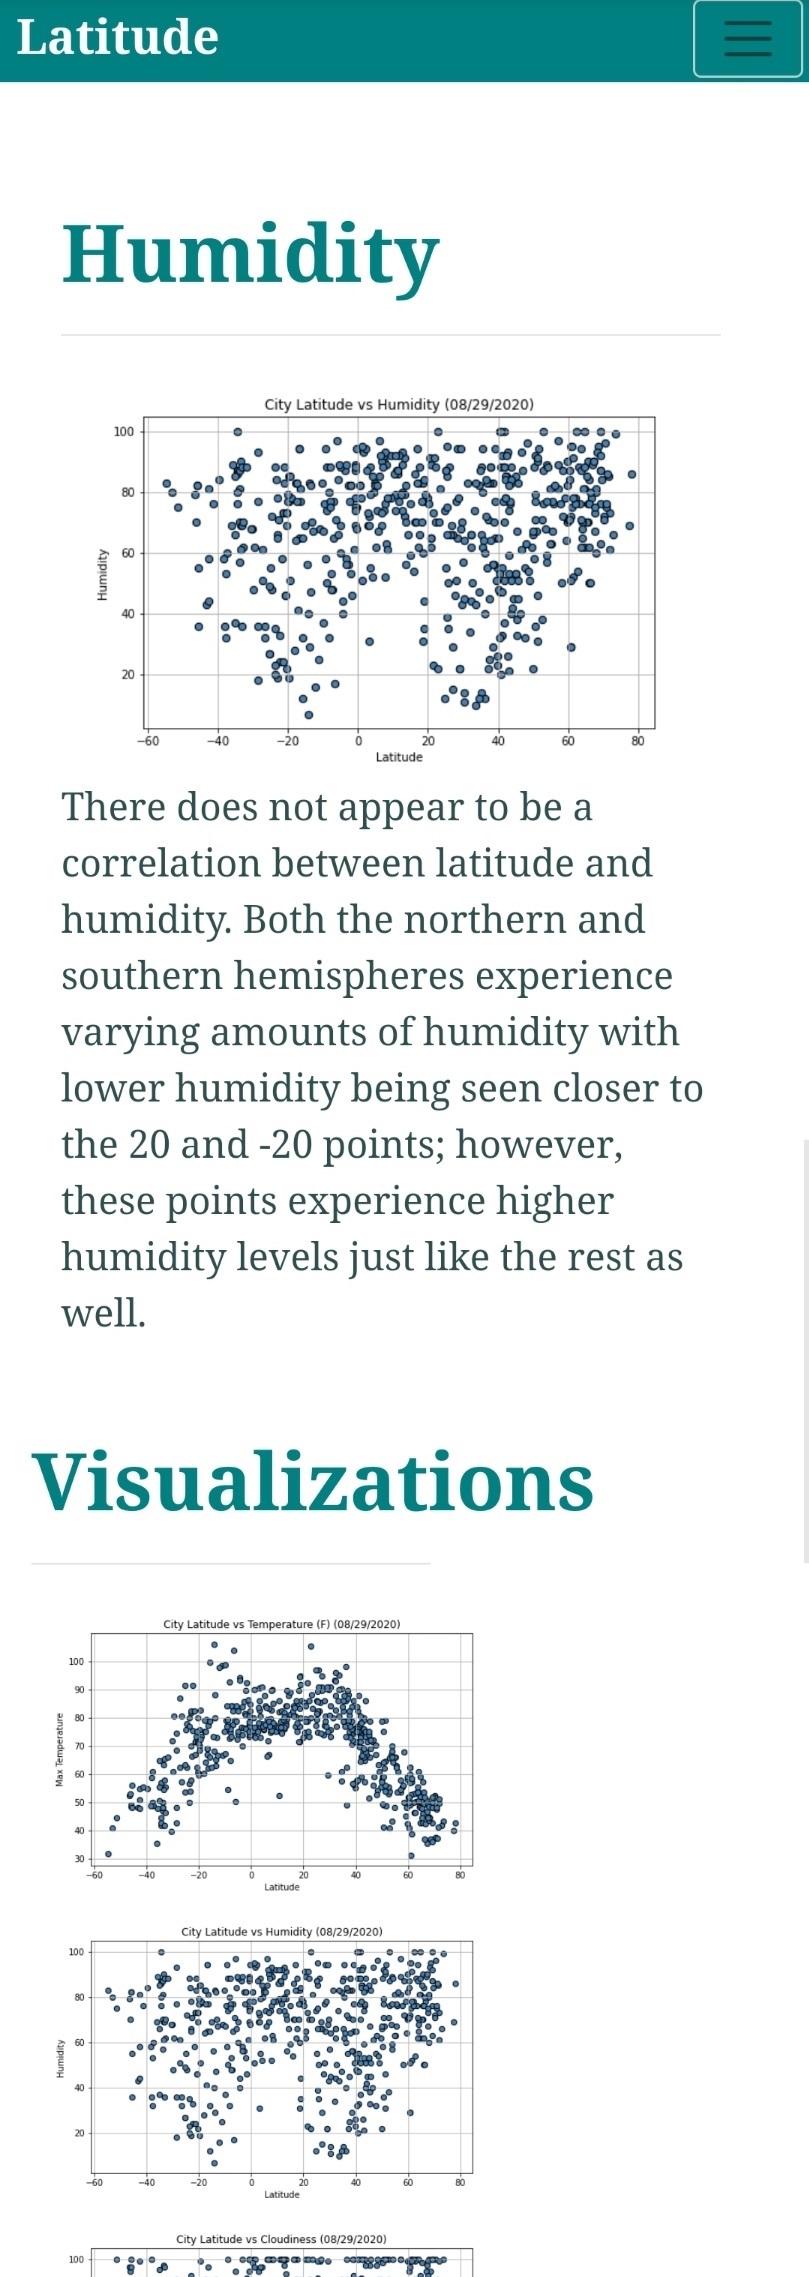 Latitude
Humidity
City Latitude vs Humidity (08/29/2020)
100
80
60
40
20
Humidity
−60 −40 −20 0 20 40 60 80
Latitude
There does not appear to be a
correlation between latitude and
humidity. Both the northern and
southern hemispheres experience
varying amounts of humidity with
lower humidity being seen closer to
the 20 and -20 points; however,
these points experience higher
humidity levels just like the rest as
well.
Visualizations
City Latitude vs Temperature (F) (08/29/2020)
100
90
80
70
60
50
40
30
Max Temperature
−60 −40 −20 0 20 40 60 80
Latitude
City Latitude vs Humidity (08/29/2020)
100
80
60
40
20
Humidity
−60 −40 −20 0 20 40 60 80
Latitude
City Latitude vs Cloudiness (08/29/2020)
100